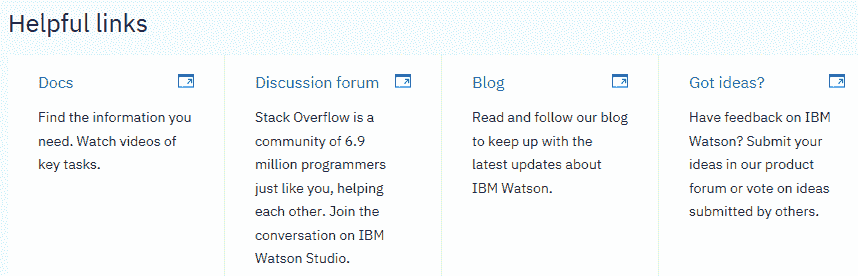 Helpful links
Docs
Find the information you
need. Watch videos of
key tasks.
Discussion forum
Stack Overflow is a
community of 6.9
million programmers
just like you, helping
each other. Join the
conversation on IBM
Watson Studio.
Blog
Read and follow our blog
to keep up with the
latest updates about
IBM Watson.
Got ideas?
Have feedback on IBM
Watson? Submit your
ideas in our product
forum or vote on ideas
submitted by others.